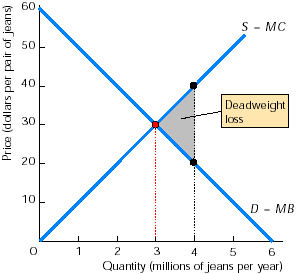 60
50
40
30
20
10
0
0
1
2
3
4
5
6
Price (dollars per pair of jeans)
Quantity (millions of jeans per year)
S – MC
Deadweight
loss
D – MB